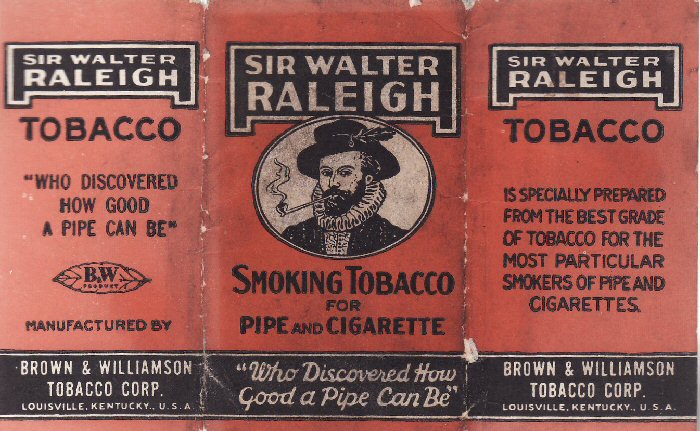 SIR WALTER
RALEIGH
TOBACCO
"WHO DISCOVERED
HOW GOOD
A PIPE CAN BE"
B&W
PRODUCT
MANUFACTURED BY
BROWN & WILLIAMSON
TOBACCO CORP.
LOUISVILLE, KENTUCKY., U.S.A.
SIR WALTER
RALEIGH
SMOKING TOBACCO
FOR
PIPE AND CIGARETTE
"Who Discovered How
Good a Pipe Can Be"
SIR WALTER
RALEIGH
TOBACCO
IS SPECIALLY PREPARED
FROM THE BEST GRADE
OF TOBACCO FOR THE
MOST PARTICULAR
SMOKERS OF PIPE AND
CIGARETTES.
BROWN & WILLIAMSON
TOBACCO CORP.
LOUISVILLE, KENTUCKY., U.S.A.